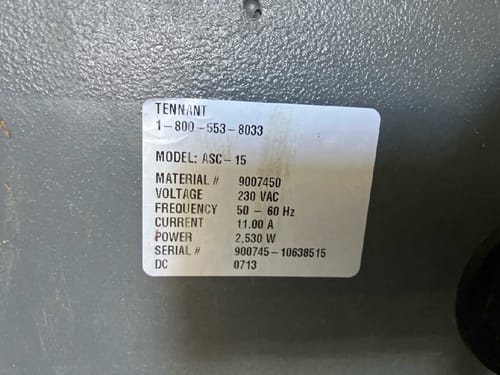 TENNANT
1-800-553-8033
MODEL: ASC-15
MATERIAL # 9007450
VOLTAGE 230 VAC
FREQUENCY 50 - 60 Hz
CURRENT 11.00 A
POWER 2,530 W
SERIAL # 900745-10638515
DC 0713